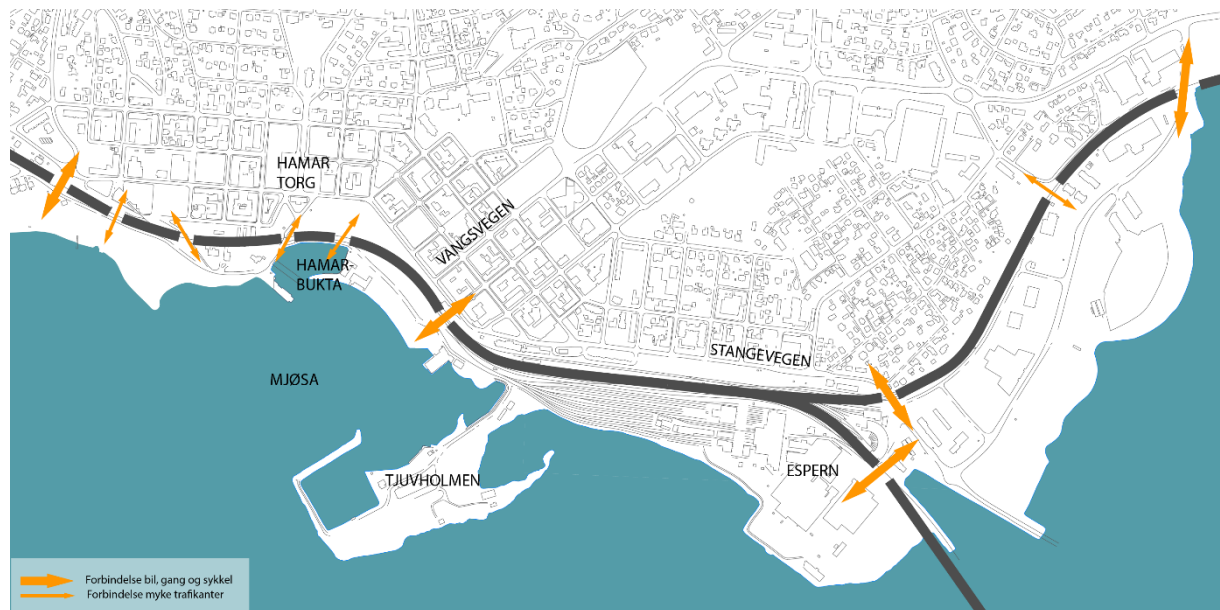 HAMAR
TORG
VANGSVEGEN
HAMAR-
BUKTA
STANGEVEGEN
MJØSA
ESPERN
TJUVHOLMEN
Forbindelse bil, gang og sykkel
Forbindelse myke trafikanter